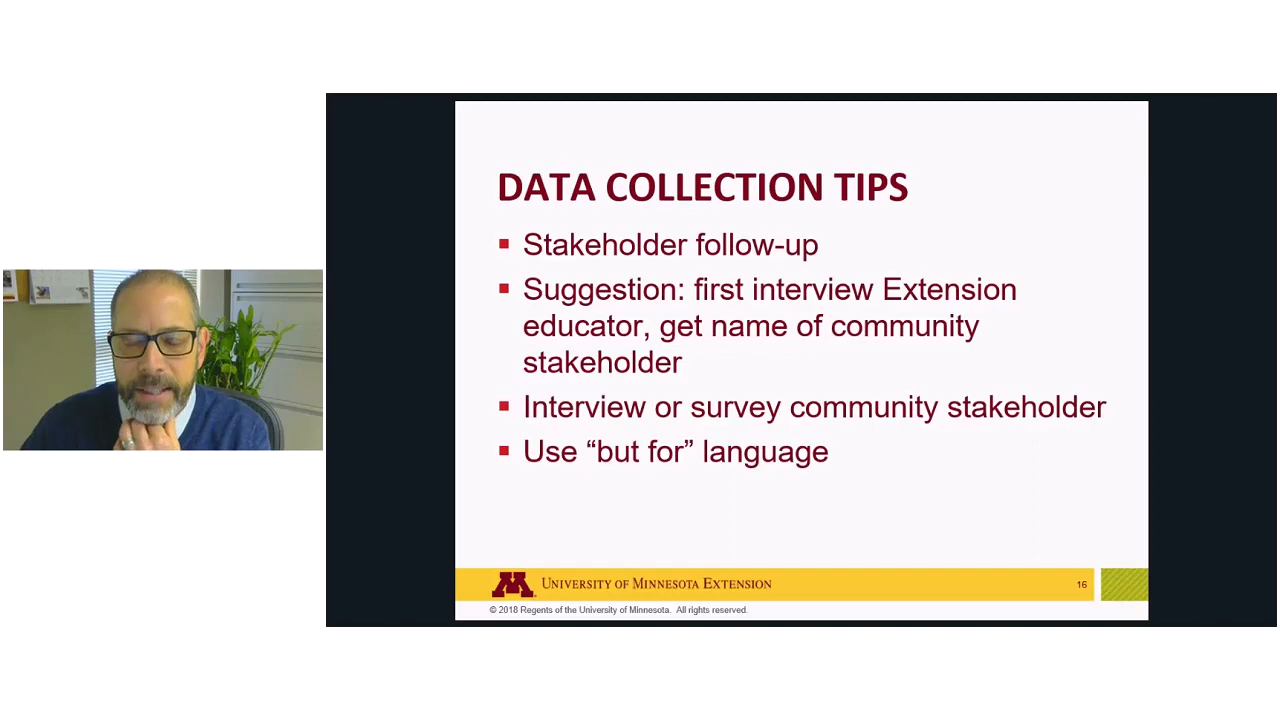 DATA COLLECTION TIPS
▪ Stakeholder follow-up
▪ Suggestion: first interview Extension
educator, get name of community
stakeholder
▪ Interview or survey community stakeholder
▪ Use “but for” language
M UNIVERSITY OF MINNESOTA EXTENSION
16
© 2018 Regents of the University of Minnesota. All rights reserved.